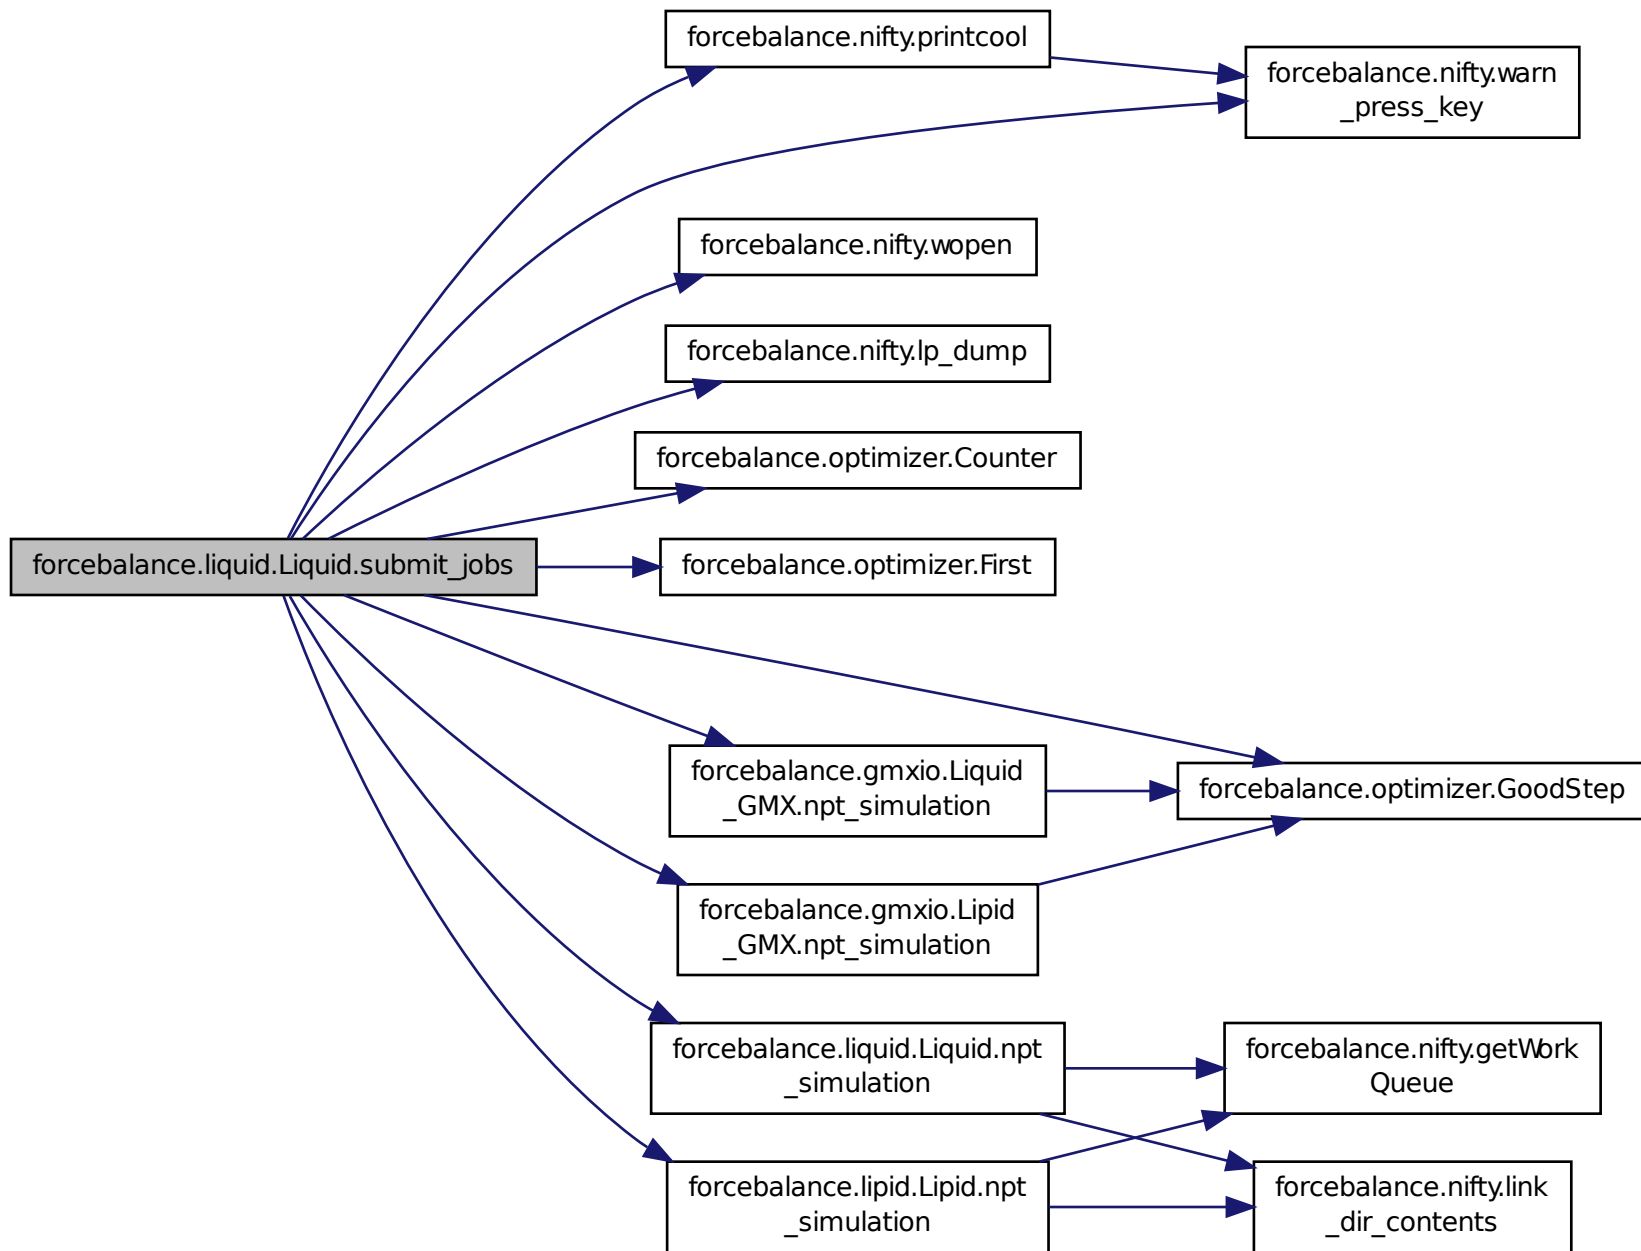 forcebalance.nifty.printcool
forcebalance.nifty.warn
_press_key
forcebalance.nifty.wopen
forcebalance.nifty.lp_dump
forcebalance.optimizer.Counter
forcebalance.liquid.Liquid.submit_jobs
forcebalance.optimizer.First
forcebalance.gmxio.Liquid
_GMX.npt_simulation
forcebalance.optimizer.GoodStep
forcebalance.gmxio.Lipid
_GMX.npt_simulation
forcebalance.liquid.Liquid.npt
_simulation
forcebalance.nifty.getWork
Queue
forcebalance.lipid.Lipid.npt
_simulation
forcebalance.nifty.link
_dir_contents